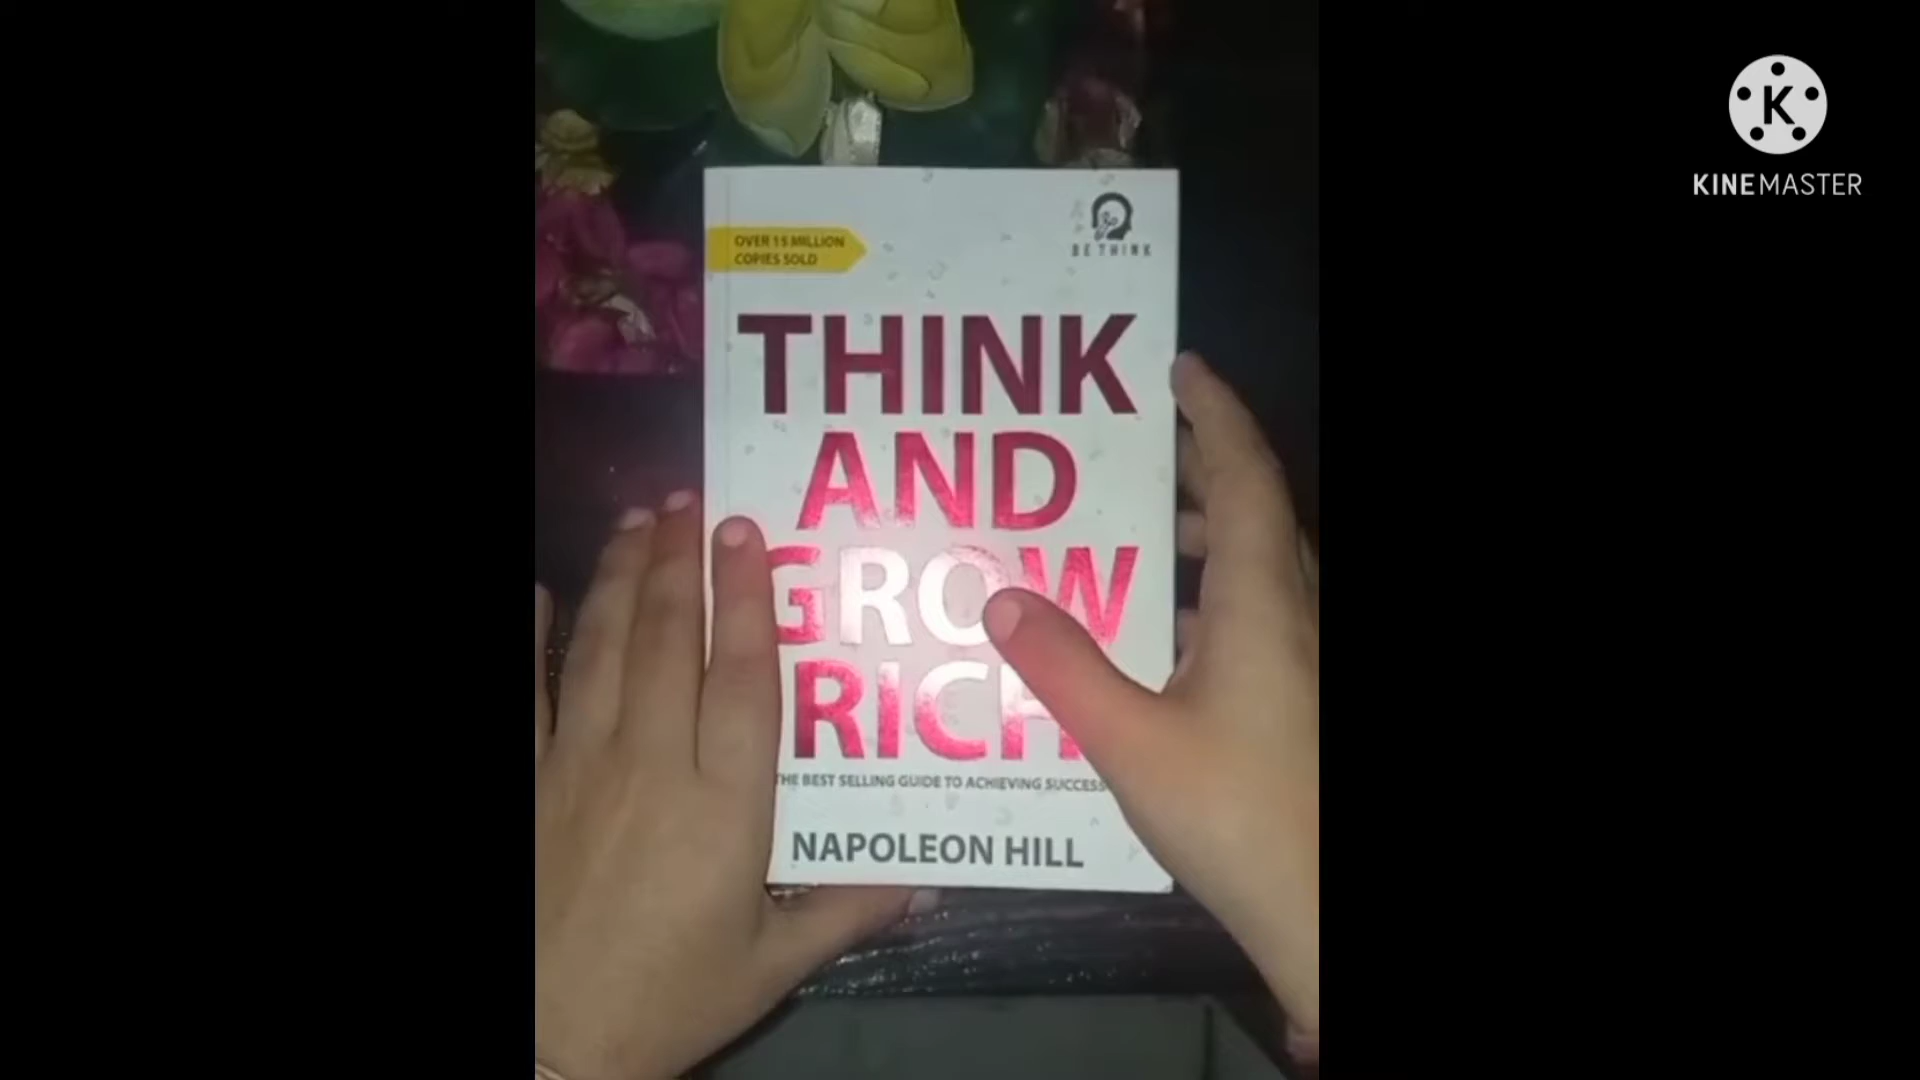 KINEMASTER
OVER 15 MILLION
COPIES SOLD
BE THINK
THINK
AND
GROW
RICH
THE BEST SELLING GUIDE TO ACHIEVING SUCCESS
NAPOLEON HILL